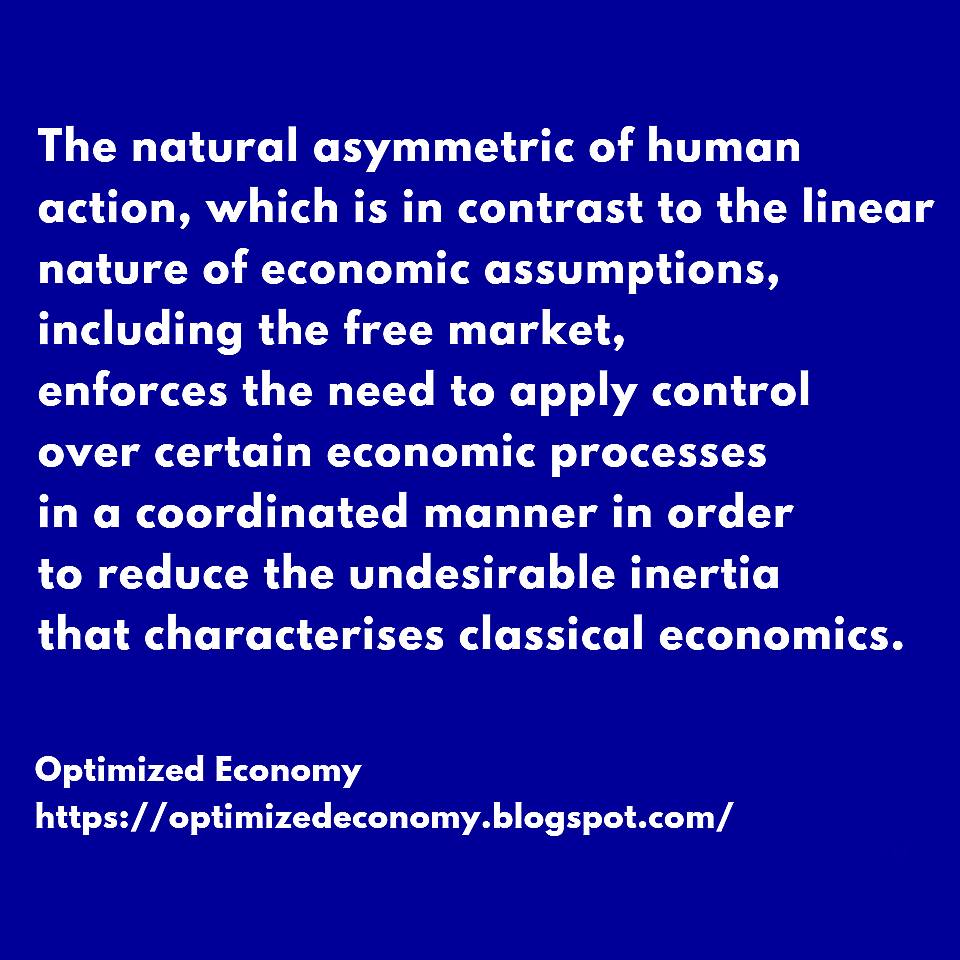 The natural asymmetric of human
action, which is in contrast to the linear
nature of economic assumptions,
including the free market,
enforces the need to apply control
over certain economic processes
in a coordinated manner in order
to reduce the undesirable inertia
that characterises classical economics.
Optimized Economy
https://optimizedeconomy.blogspot.com/